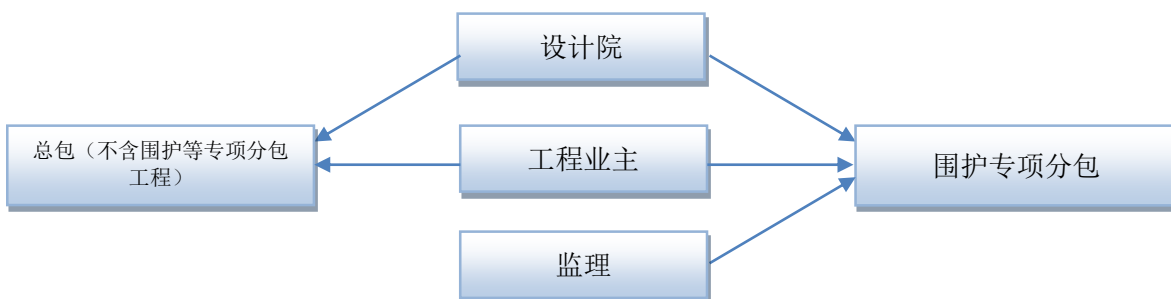 设计院
总包（不含围护等专项分包
工程）
工程业主
围护专项分包
监理